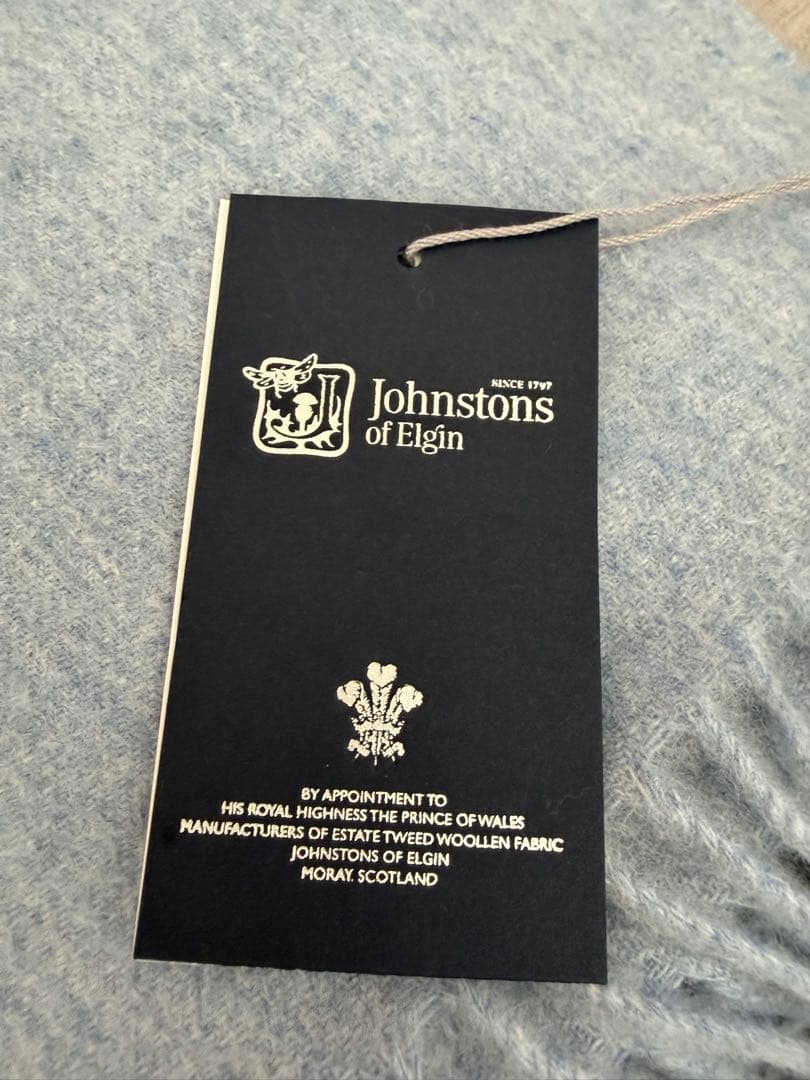 SINCE 1797
Johnstons
of Elgin
BY APPOINTMENT TO
HIS ROYAL HIGHNESS THE PRINCE OF WALES
MANUFACTURERS OF ESTATE TWEED WOOLLEN FABRIC
JOHNSTONS OF ELGIN
MORAY, SCOTLAND